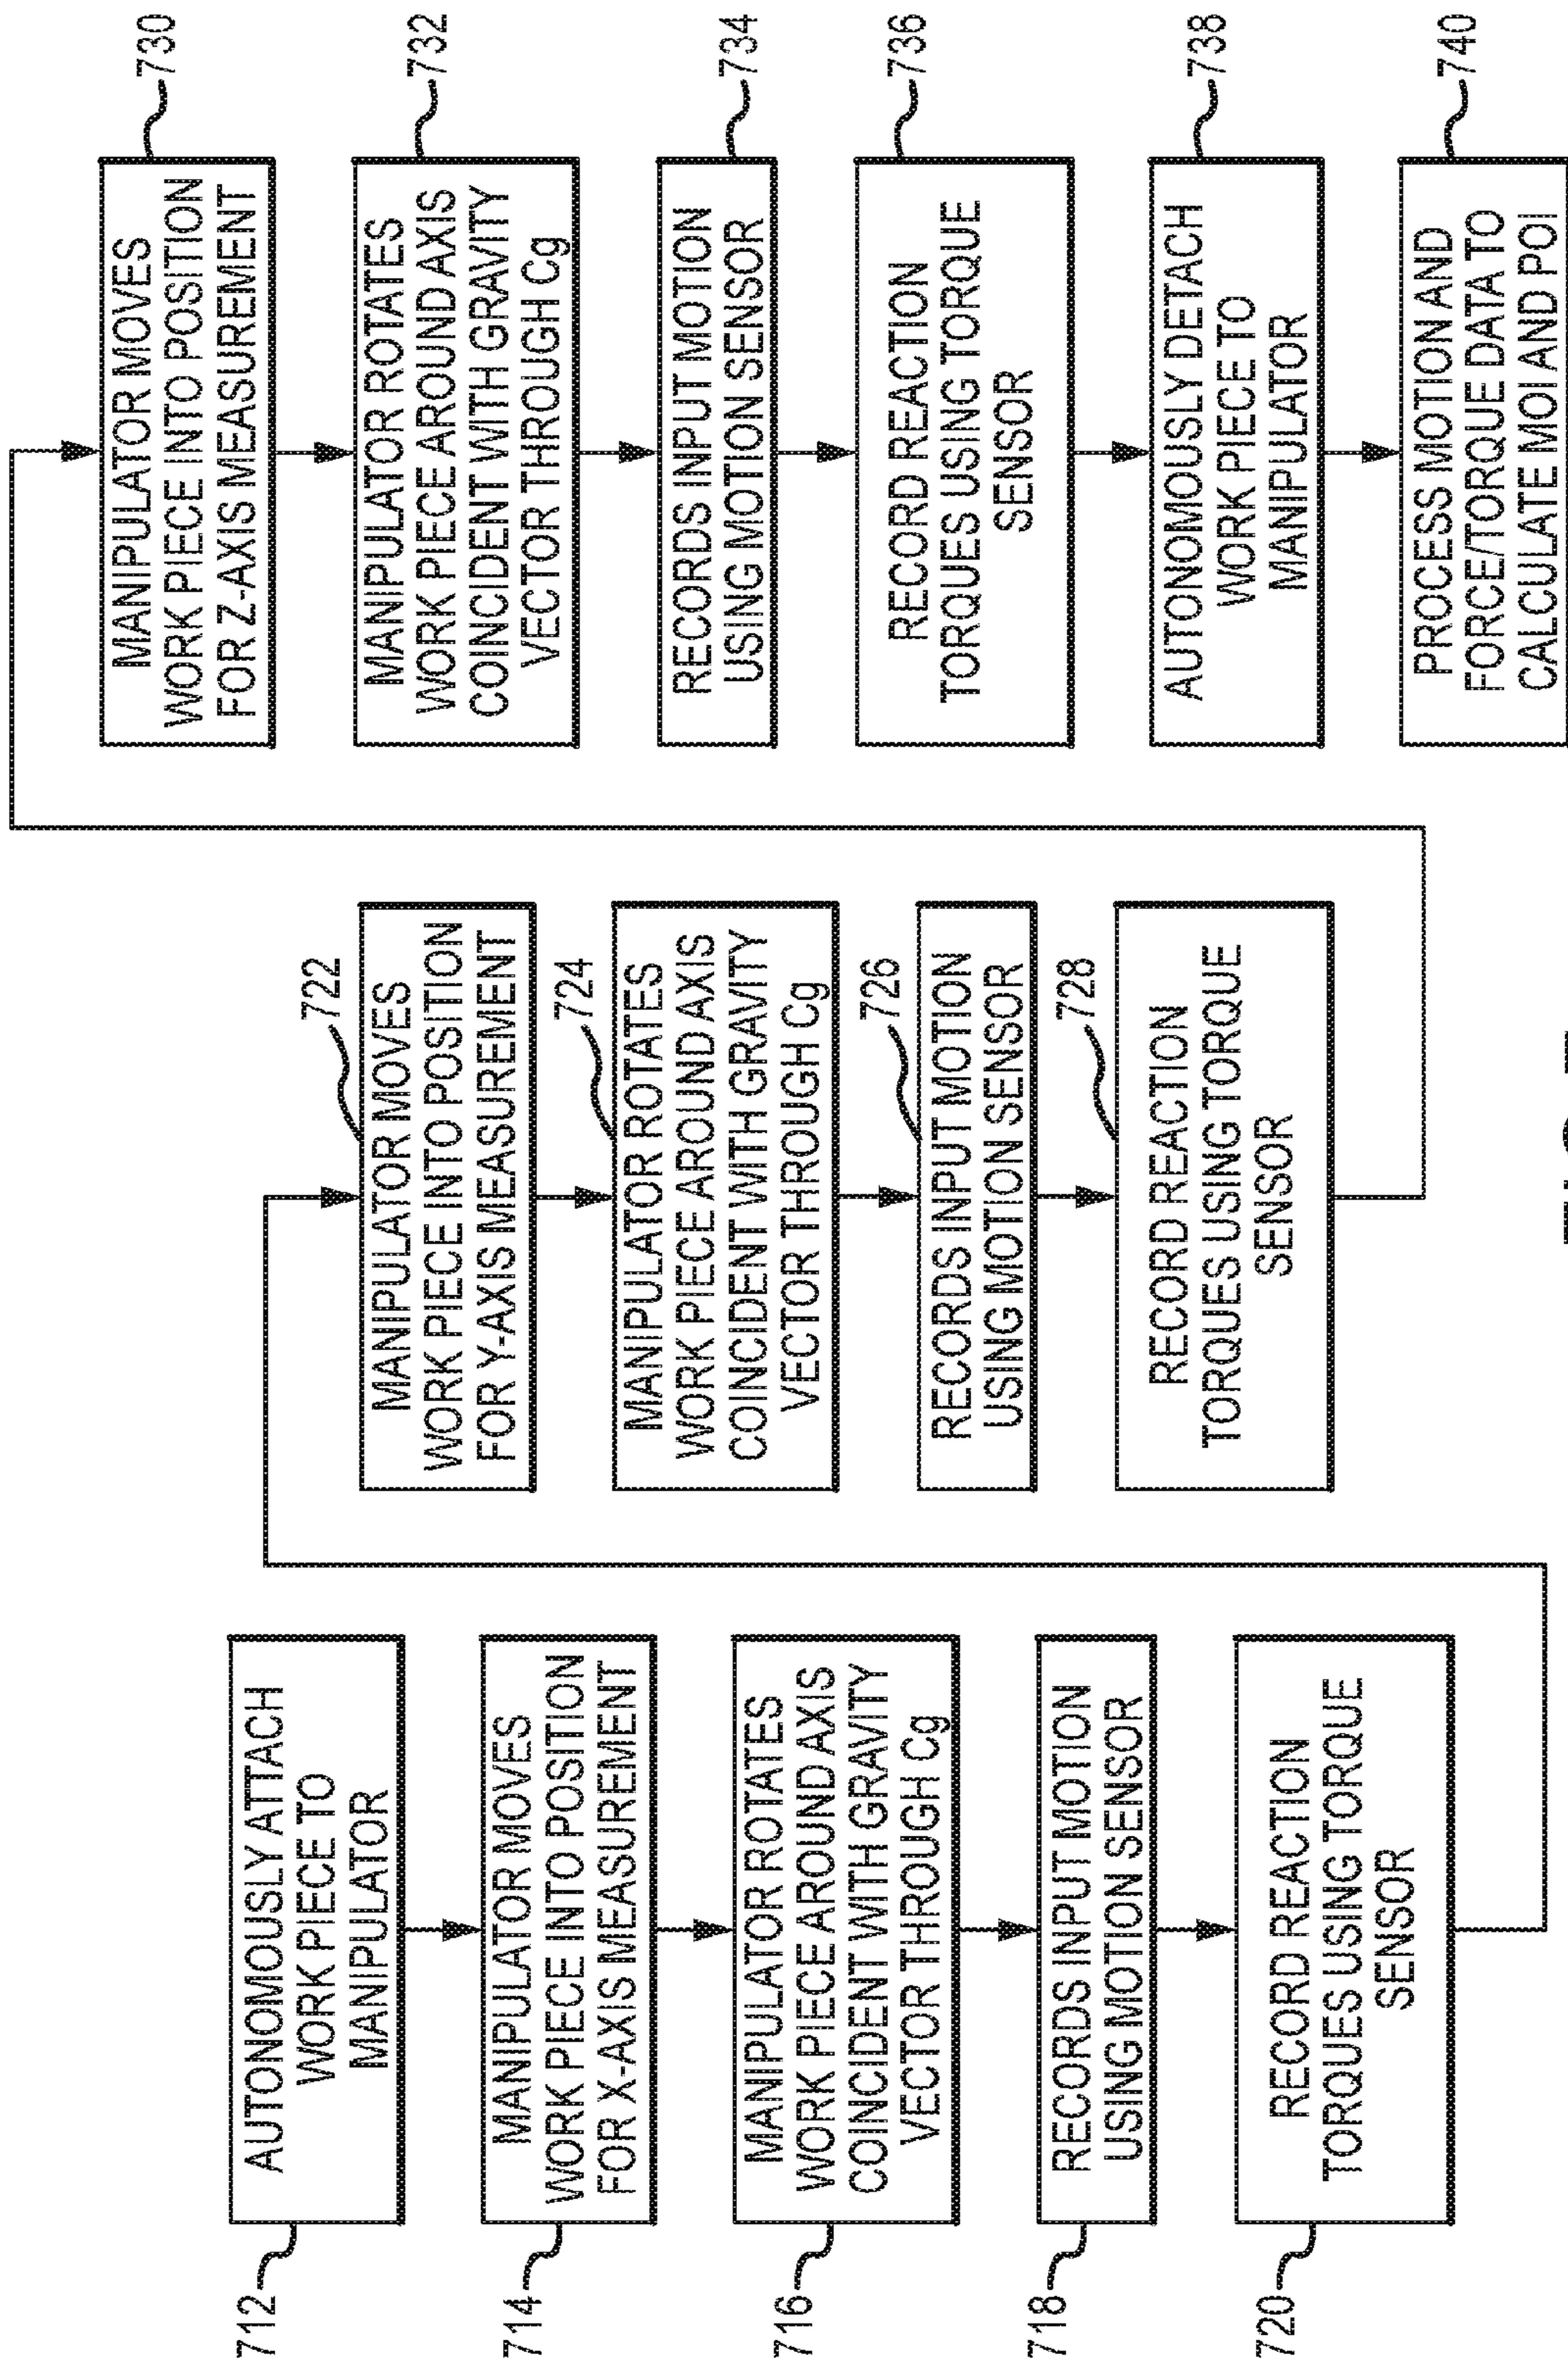 712
AUTONOMOUSLY ATTACH
WORK PIECE TO
MANIPULATOR
714
MANIPULATOR MOVES
WORK PIECE INTO POSITION
FOR X-AXIS MEASUREMENT
716
MANIPULATOR ROTATES
WORK PIECE AROUND AXIS
COINCIDENT WITH GRAVITY
VECTOR THROUGH Cg
718
RECORDS INPUT MOTION
USING MOTION SENSOR
720
RECORD REACTION
TORQUES USING TORQUE
SENSOR
722
MANIPULATOR MOVES
WORK PIECE INTO POSITION
FOR Y-AXIS MEASUREMENT
724
MANIPULATOR ROTATES
WORK PIECE AROUND AXIS
COINCIDENT WITH GRAVITY
VECTOR THROUGH Cg
726
RECORDS INPUT MOTION
USING MOTION SENSOR
728
RECORD REACTION
TORQUES USING TORQUE
SENSOR
730
MANIPULATOR MOVES
WORK PIECE INTO POSITION
FOR Z-AXIS MEASUREMENT
732
MANIPULATOR ROTATES
WORK PIECE AROUND AXIS
COINCIDENT WITH GRAVITY
VECTOR THROUGH Cg
734
RECORDS INPUT MOTION
USING MOTION SENSOR
736
RECORD REACTION
TORQUES USING TORQUE
SENSOR
738
AUTONOMOUSLY DETACH
WORK PIECE TO
MANIPULATOR
740
PROCESS MOTION AND
FORCE/TORQUE DATA TO
CALCULATE MOI AND POI